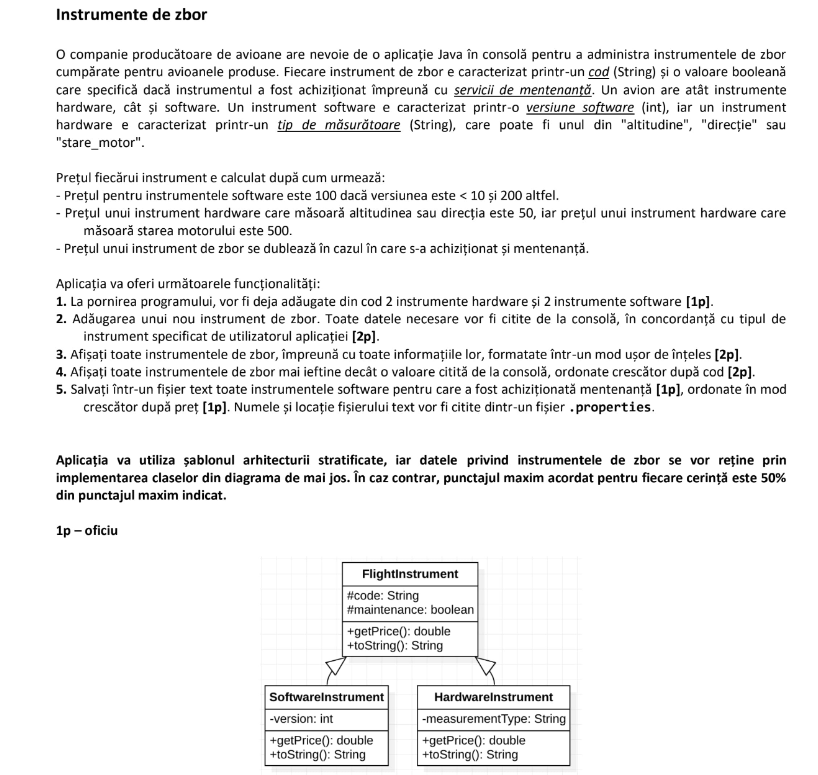 Instrumente de zbor
O companie producătoare de avioane are nevoie de o aplicație Java în consolă pentru a administra instrumentele de zbor
cumpărate pentru avioanele produse. Fiecare instrument de zbor e caracterizat printr-un cod (String) și o valoare booleană
care specifică dacă instrumentul a fost achiziționat împreună cu servicii de mentenanță. Un avion are atât instrumente
hardware, cât și software. Un instrument software e caracterizat printr-o versiune software (int), iar un instrument
hardware e caracterizat printr-un tip de măsurătoare (String), care poate fi unul din "altitudine", "direcție" sau
"stare_motor".
Prețul fiecărui instrument e calculat după cum urmează:
- Prețul pentru instrumentele software este 100 dacă versiunea este < 10 și 200 altfel.
- Prețul unui instrument hardware care măsoară altitudinea sau direcția este 50, iar prețul unui instrument hardware care
măsoară starea motorului este 500.
- Prețul unui instrument de zbor se dublează în cazul în care s-a achiziționat și mentenanță.
Aplicația va oferi următoarele funcționalități:
1. La pornirea programului, vor fi deja adăugate din cod 2 instrumente hardware și 2 instrumente software [1p].
2. Adăugarea unui nou instrument de zbor. Toate datele necesare vor fi citite de la consolă, în concordanță cu tipul de
instrument specificat de utilizatorul aplicației [2p].
3. Afișați toate instrumentele de zbor, împreună cu toate informațiile lor, formatate într-un mod ușor de înțeles [2p].
4. Afișați toate instrumentele de zbor mai ieftine decât o valoare citită de la consolă, ordonate crescător după cod [2p].
5. Salvați într-un fișier text toate instrumentele software pentru care a fost achiziționată mentenanță [1p], ordonate în mod
crescător după preț [1p]. Numele și locație fișierului text vor fi citite dintr-un fișier .properties.
Aplicația va utiliza șablonul arhitecturii stratificate, iar datele privind instrumentele de zbor se vor reține prin
implementarea claselor din diagrama de mai jos. În caz contrar, punctajul maxim acordat pentru fiecare cerință este 50%
din punctajul maxim indicat.
1p – oficiu
FlightInstrument
#code: String
#maintenance: boolean
+getPrice(): double
+toString(): String
SoftwareInstrument
-version: int
+getPrice(): double
+toString(): String
HardwareInstrument
-measurementType: String
+getPrice(): double
+toString(): String